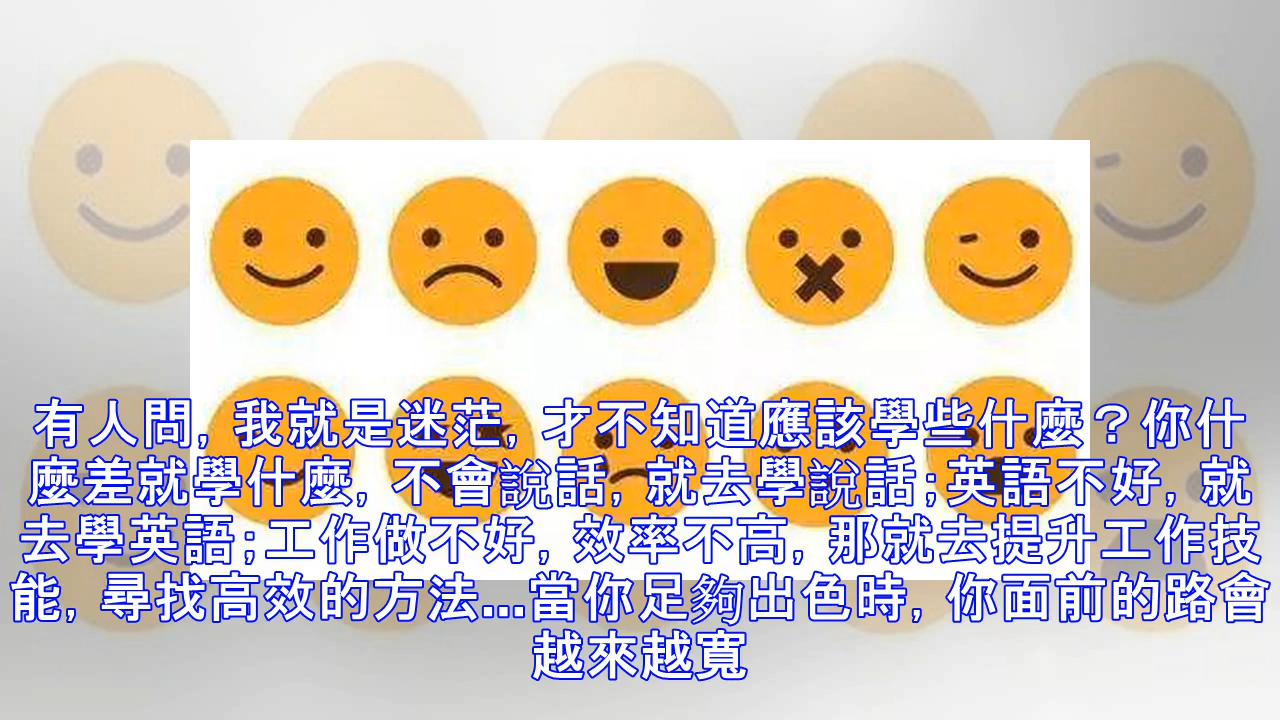 有人問, 我就是迷茫, 才不知道應該學些什麼？你什
麼差就學什麼, 不會說話, 就去學說話;英語不好, 就
去學英語;工作做不好, 效率不高, 那就去提升工作技
能, 尋找高效的方法...當你足夠出色時, 你面前的路會
越來越寬